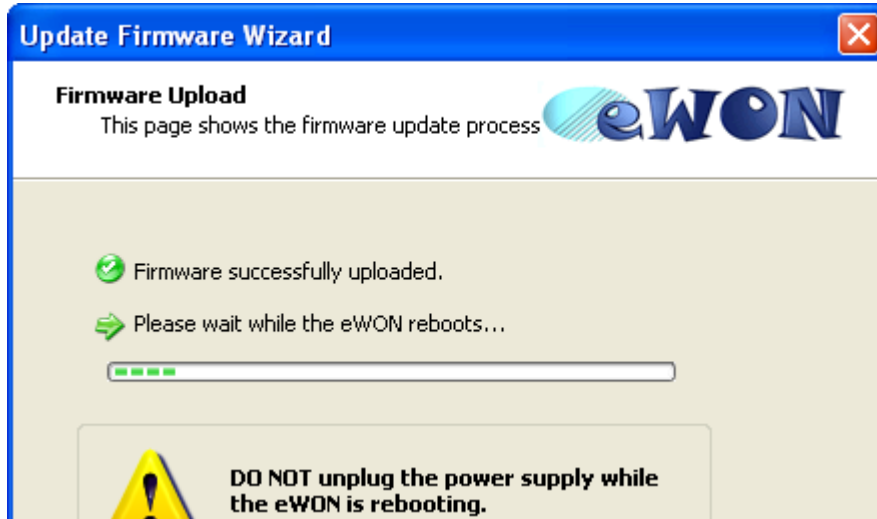 Update Firmware Wizard
Firmware Upload
This page shows the firmware update process
eWON
Firmware successfully uploaded.
Please wait while the eWON reboots...
DO NOT unplug the power supply while
the eWON is rebooting.